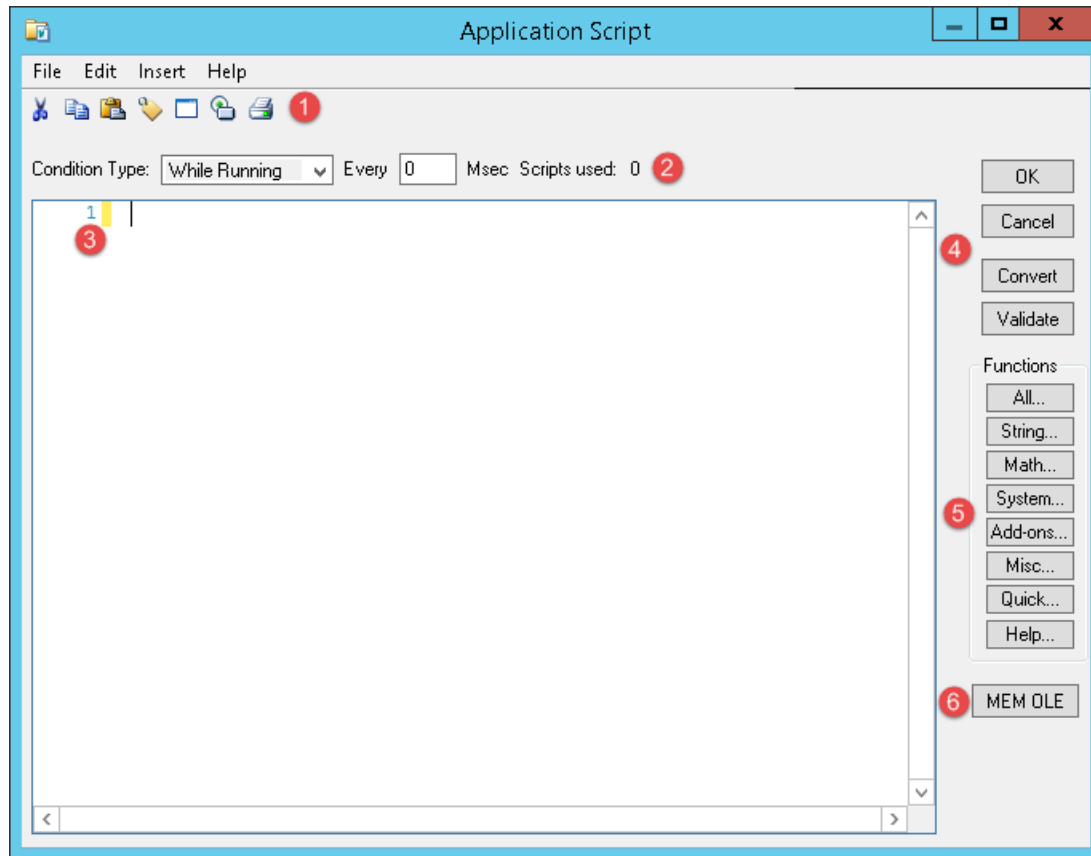 Application Script
File Edit Insert Help
1
Condition Type: While Running Every 0 Msec Scripts used: 0 2
1
3
OK
Cancel
4
Convert
Validate
Functions
All...
String...
Math...
System...
5
Add-ons...
Misc...
Quick...
Help...
6 MEM OLE